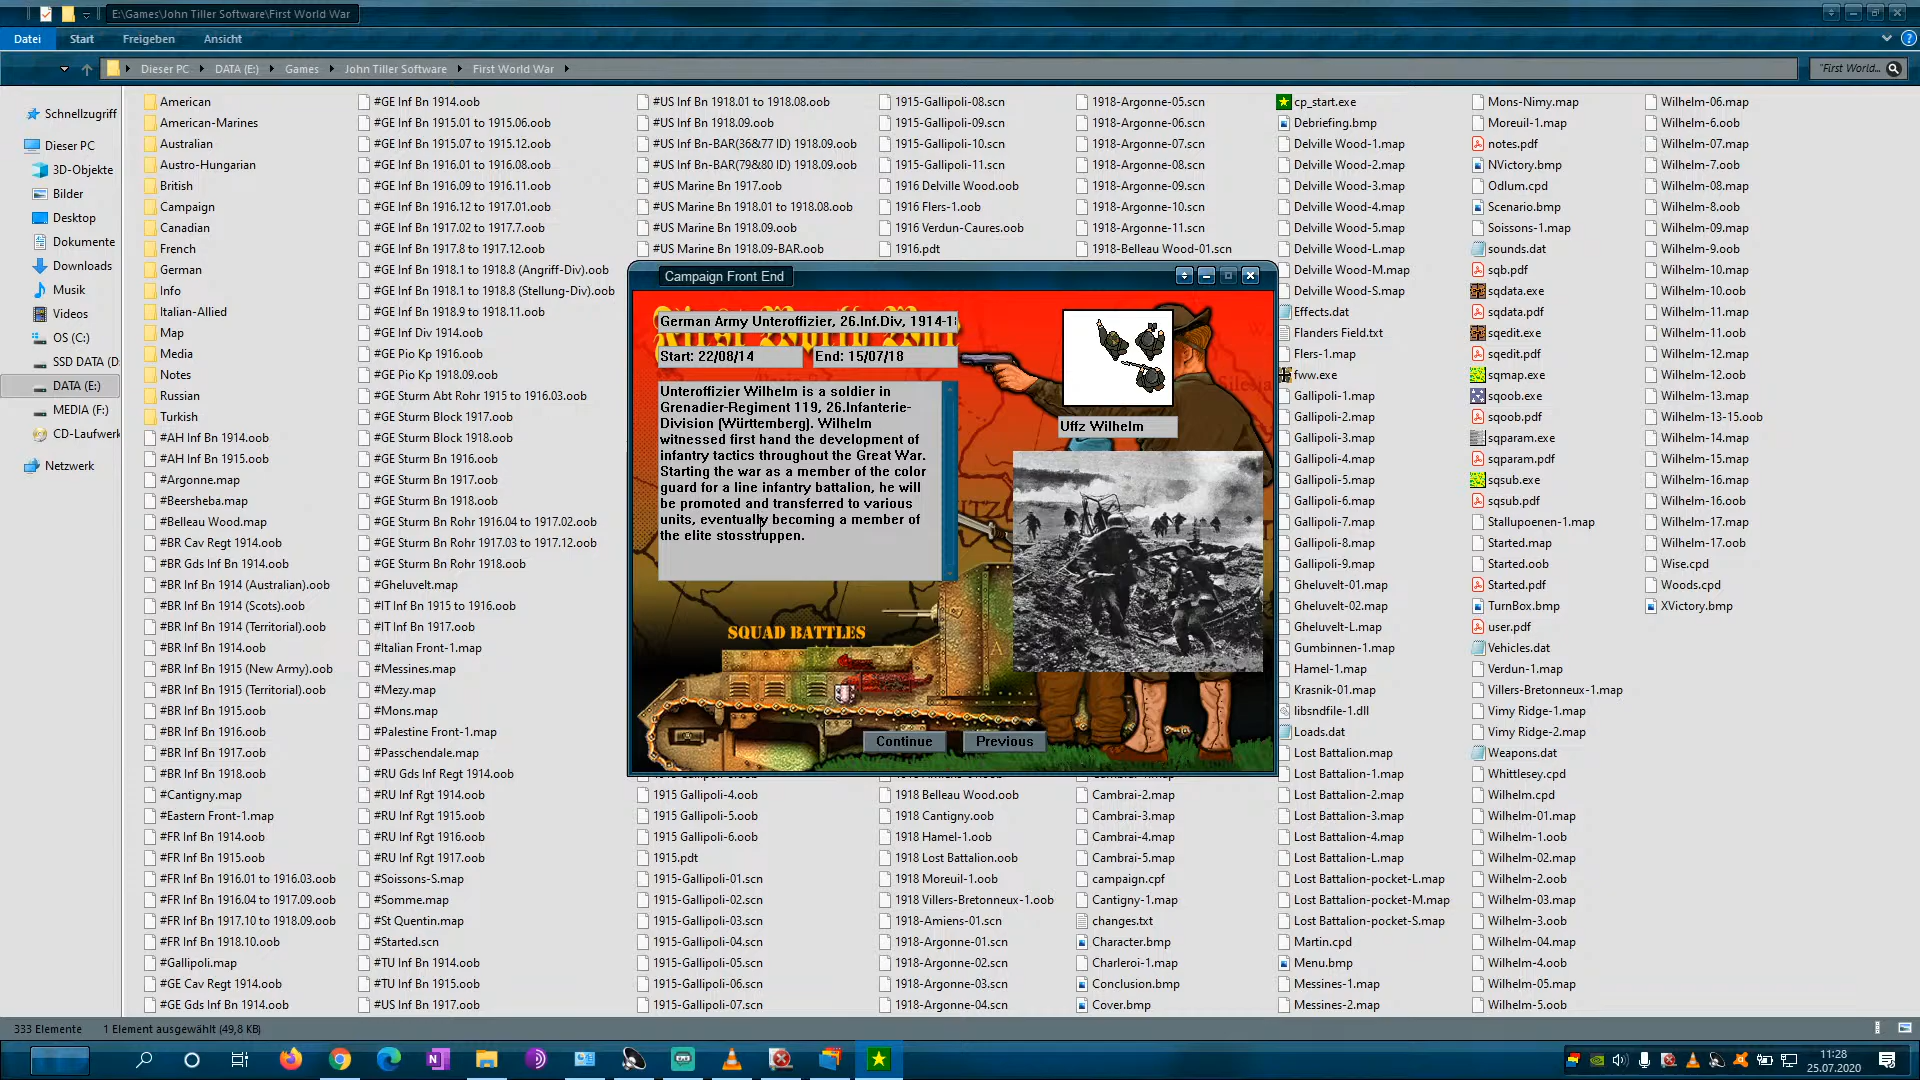 E:\Games\John Tiller Software\First World War
Datei
Start
Freigeben
Ansicht
Dieser PC
DATA (E:)
Games
John Tiller Software
First World War
"First World...
Schnellzugriff
Dieser PC
3D-Objekte
Bilder
Desktop
Dokumente
Downloads
Musik
Videos
OS (C:)
SSD DATA (D:
DATA (E:)
MEDIA (F:)
CD-Laufwerk
Netzwerk
American
American-Marines
Australian
Austro-Hungarian
British
Campaign
Canadian
French
German
Info
Italian-Allied
Map
Media
Notes
Russian
Turkish
#AH Inf Bn 1914.oob
#AH Inf Bn 1915.oob
#Argonne.map
#Beersheba.map
#Belleau Wood.map
#BR Cav Regt 1914.oob
#BR Gds Inf Bn 1914.oob
#BR Inf Bn 1914 (Australian).oob
#BR Inf Bn 1914 (Scots).oob
#BR Inf Bn 1914 (Territorial).oob
#BR Inf Bn 1914.oob
#BR Inf Bn 1915 (New Army).oob
#BR Inf Bn 1915 (Territorial).oob
#BR Inf Bn 1915.oob
#BR Inf Bn 1916.oob
#BR Inf Bn 1917.oob
#BR Inf Bn 1918.oob
#Cantigny.map
#Eastern Front-1.map
#FR Inf Bn 1914.oob
#FR Inf Bn 1915.oob
#FR Inf Bn 1916.01 to 1916.03.oob
#FR Inf Bn 1916.04 to 1917.09.oob
#FR Inf Bn 1917.10 to 1918.09.oob
#FR Inf Bn 1918.10.oob
#Gallipoli.map
#GE Cav Regt 1914.oob
#GE Gds Inf Bn 1914.oob
#GE Inf Bn 1914.oob
#GE Inf Bn 1915.01 to 1915.06.oob
#GE Inf Bn 1915.07 to 1915.12.oob
#GE Inf Bn 1916.01 to 1916.08.oob
#GE Inf Bn 1916.09 to 1916.11.oob
#GE Inf Bn 1916.12 to 1917.01.oob
#GE Inf Bn 1917.02 to 1917.7.oob
#GE Inf Bn 1917.8 to 1917.12.oob
#GE Inf Bn 1918.1 to 1918.8 (Angriff-Div).oob
#GE Inf Bn 1918.1 to 1918.8 (Stellung-Div).oob
#GE Inf Bn 1918.9 to 1918.11.oob
#GE Inf Div 1914.oob
#GE Pio Kp 1916.oob
#GE Pio Kp 1918.09.oob
#GE Sturm Abt Rohr 1915 to 1916.03.oob
#GE Sturm Block 1917.oob
#GE Sturm Block 1918.oob
#GE Sturm Bn 1916.oob
#GE Sturm Bn 1917.oob
#GE Sturm Bn 1918.oob
#GE Sturm Bn Rohr 1916.04 to 1917.02.oob
#GE Sturm Bn Rohr 1917.03 to 1917.12.oob
#GE Sturm Bn Rohr 1918.oob
#Gheluvelt.map
#IT Inf Bn 1915 to 1916.oob
#IT Inf Bn 1917.oob
#Italian Front-1.map
#Messines.map
#Mezy.map
#Mons.map
#Palestine Front-1.map
#Passchendale.map
#RU Gds Inf Regt 1914.oob
#RU Inf Rgt 1914.oob
#RU Inf Rgt 1915.oob
#RU Inf Rgt 1916.oob
#RU Inf Rgt 1917.oob
#Soissons-S.map
#Somme.map
#St Quentin.map
#Started.scn
#TU Inf Bn 1914.oob
#TU Inf Bn 1915.oob
#US Inf Bn 1917.oob
#US Inf Bn 1918.01 to 1918.08.oob
#US Inf Bn 1918.09.oob
#US Inf Bn-BAR(36&77 ID) 1918.09.oob
#US Inf Bn-BAR(79&80 ID) 1918.09.oob
#US Marine Bn 1917.oob
#US Marine Bn 1918.01 to 1918.08.oob
#US Marine Bn 1918.09.oob
#US Marine Bn 1918.09-BAR.oob
1915 Gallipoli-4.oob
1915 Gallipoli-5.oob
1915 Gallipoli-6.oob
1915.pdt
1915-Gallipoli-01.scn
1915-Gallipoli-02.scn
1915-Gallipoli-03.scn
1915-Gallipoli-04.scn
1915-Gallipoli-05.scn
1915-Gallipoli-06.scn
1915-Gallipoli-07.scn
1915-Gallipoli-08.scn
1915-Gallipoli-09.scn
1915-Gallipoli-10.scn
1915-Gallipoli-11.scn
1916 Delville Wood.oob
1916 Flers-1.oob
1916 Verdun-Caures.oob
1916.pdt
1918 Belleau Wood.oob
1918 Cantigny.oob
1918 Hamel-1.oob
1918 Lost Battalion.oob
1918 Moreuil-1.oob
1918 Villers-Bretonneux-1.oob
1918-Amiens-01.scn
1918-Argonne-01.scn
1918-Argonne-02.scn
1918-Argonne-03.scn
1918-Argonne-04.scn
1918-Argonne-05.scn
1918-Argonne-06.scn
1918-Argonne-07.scn
1918-Argonne-08.scn
1918-Argonne-09.scn
1918-Argonne-10.scn
1918-Argonne-11.scn
1918-Belleau Wood-01.scn
Cambrai-2.map
Cambrai-3.map
Cambrai-4.map
Cambrai-5.map
campaign.cpf
Cantigny-1.map
changes.txt
Character.bmp
Charleroi-1.map
Conclusion.bmp
Cover.bmp
cp_start.exe
Debriefing.bmp
Delville Wood-1.map
Delville Wood-2.map
Delville Wood-3.map
Delville Wood-4.map
Delville Wood-5.map
Delville Wood-L.map
Delville Wood-M.map
Delville Wood-S.map
Effects.dat
Flanders Field.txt
Flers-1.map
fww.exe
Gallipoli-1.map
Gallipoli-2.map
Gallipoli-3.map
Gallipoli-4.map
Gallipoli-5.map
Gallipoli-6.map
Gallipoli-7.map
Gallipoli-8.map
Gallipoli-9.map
Gheluvelt-01.map
Gheluvelt-02.map
Gheluvelt-L.map
Gumbinnen-1.map
Hamel-1.map
Krasnik-01.map
libsndfile-1.dll
Loads.dat
Lost Battalion.map
Lost Battalion-1.map
Lost Battalion-2.map
Lost Battalion-3.map
Lost Battalion-4.map
Lost Battalion-L.map
Lost Battalion-pocket-L.map
Lost Battalion-pocket-M.map
Lost Battalion-pocket-S.map
Martin.cpd
Menu.bmp
Messines-1.map
Messines-2.map
Mons-Nimy.map
Moreuil-1.map
notes.pdf
NVictory.bmp
Odlum.cpd
Scenario.bmp
Soissons-1.map
sounds.dat
sqb.pdf
sqdata.exe
sqdata.pdf
sqedit.exe
sqedit.pdf
sqmap.exe
sqoob.exe
sqoob.pdf
sqparam.exe
sqparam.pdf
sqsub.exe
sqsub.pdf
Stallupoenen-1.map
Started.map
Started.oob
Started.pdf
TurnBox.bmp
user.pdf
Vehicles.dat
Verdun-1.map
Villers-Bretonneux-1.map
Vimy Ridge-1.map
Vimy Ridge-2.map
Weapons.dat
Whittlesey.cpd
Wilhelm.cpd
Wilhelm-01.map
Wilhelm-1.oob
Wilhelm-02.map
Wilhelm-2.oob
Wilhelm-03.map
Wilhelm-3.oob
Wilhelm-04.map
Wilhelm-4.oob
Wilhelm-05.map
Wilhelm-5.oob
Wilhelm-06.map
Wilhelm-6.oob
Wilhelm-07.map
Wilhelm-7.oob
Wilhelm-08.map
Wilhelm-8.oob
Wilhelm-09.map
Wilhelm-9.oob
Wilhelm-10.map
Wilhelm-10.oob
Wilhelm-11.map
Wilhelm-11.oob
Wilhelm-12.map
Wilhelm-12.oob
Wilhelm-13.map
Wilhelm-13-15.oob
Wilhelm-14.map
Wilhelm-15.map
Wilhelm-16.map
Wilhelm-16.oob
Wilhelm-17.map
Wilhelm-17.oob
Wise.cpd
Woods.cpd
XVictory.bmp
Campaign Front End
German Army Unteroffizier, 26.Inf.Div, 1914-1
Start: 22/08/14
End: 15/07/18
Unteroffizier Wilhelm is a soldier in
Grenadier-Regiment 119, 26.Infanterie-
Division (Württemberg). Wilhelm
witnessed first hand the development of
infantry tactics throughout the Great War.
Starting the war as a member of the color
guard for a line infantry battalion, he will
be promoted and transferred to various
units, eventually becoming a member of
the elite stosstruppen.
Uffz Wilhelm
SQUAD BATTLES
Continue
Previous
333 Elemente
1 Element ausgewählt (49,8 KB)
11:28
25.07.2020